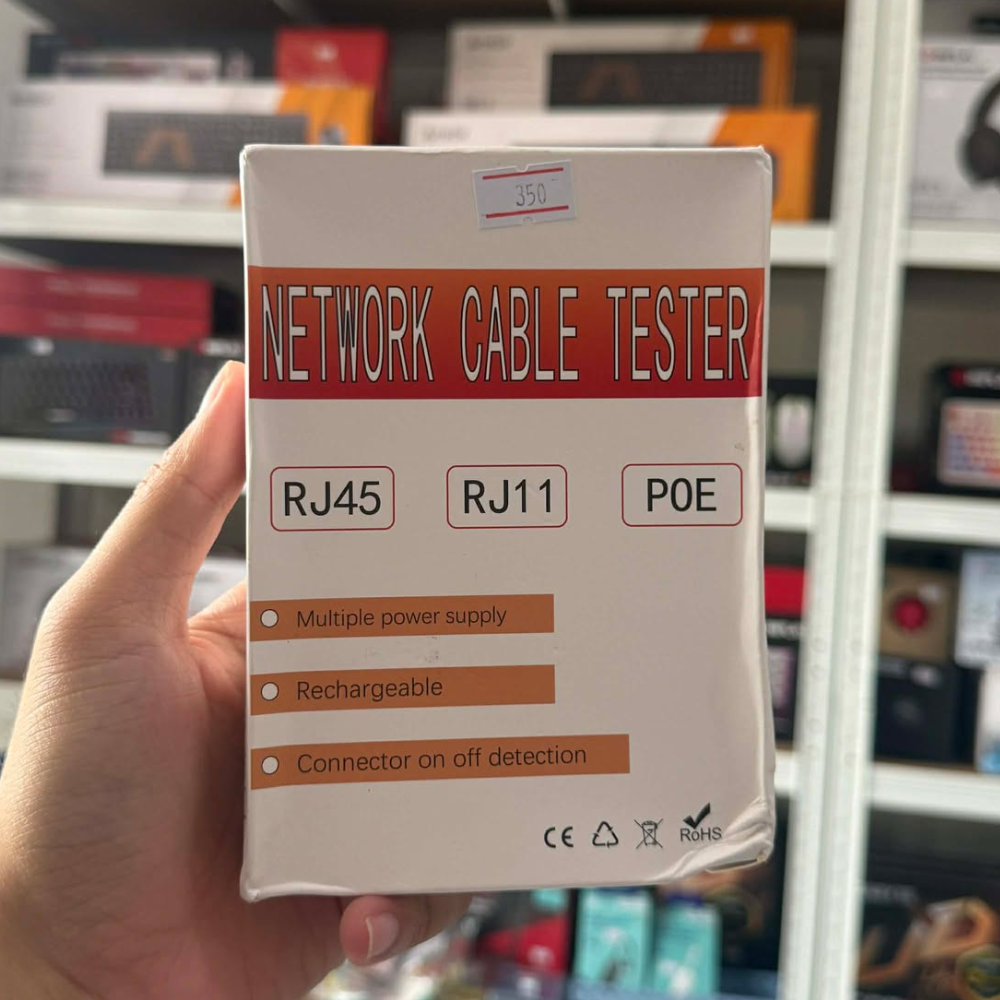 350
NETWORK CABLE TESTER
RJ45 RJ11 POE
Multiple power supply
Rechargeable
Connector on off detection
CE RoHS